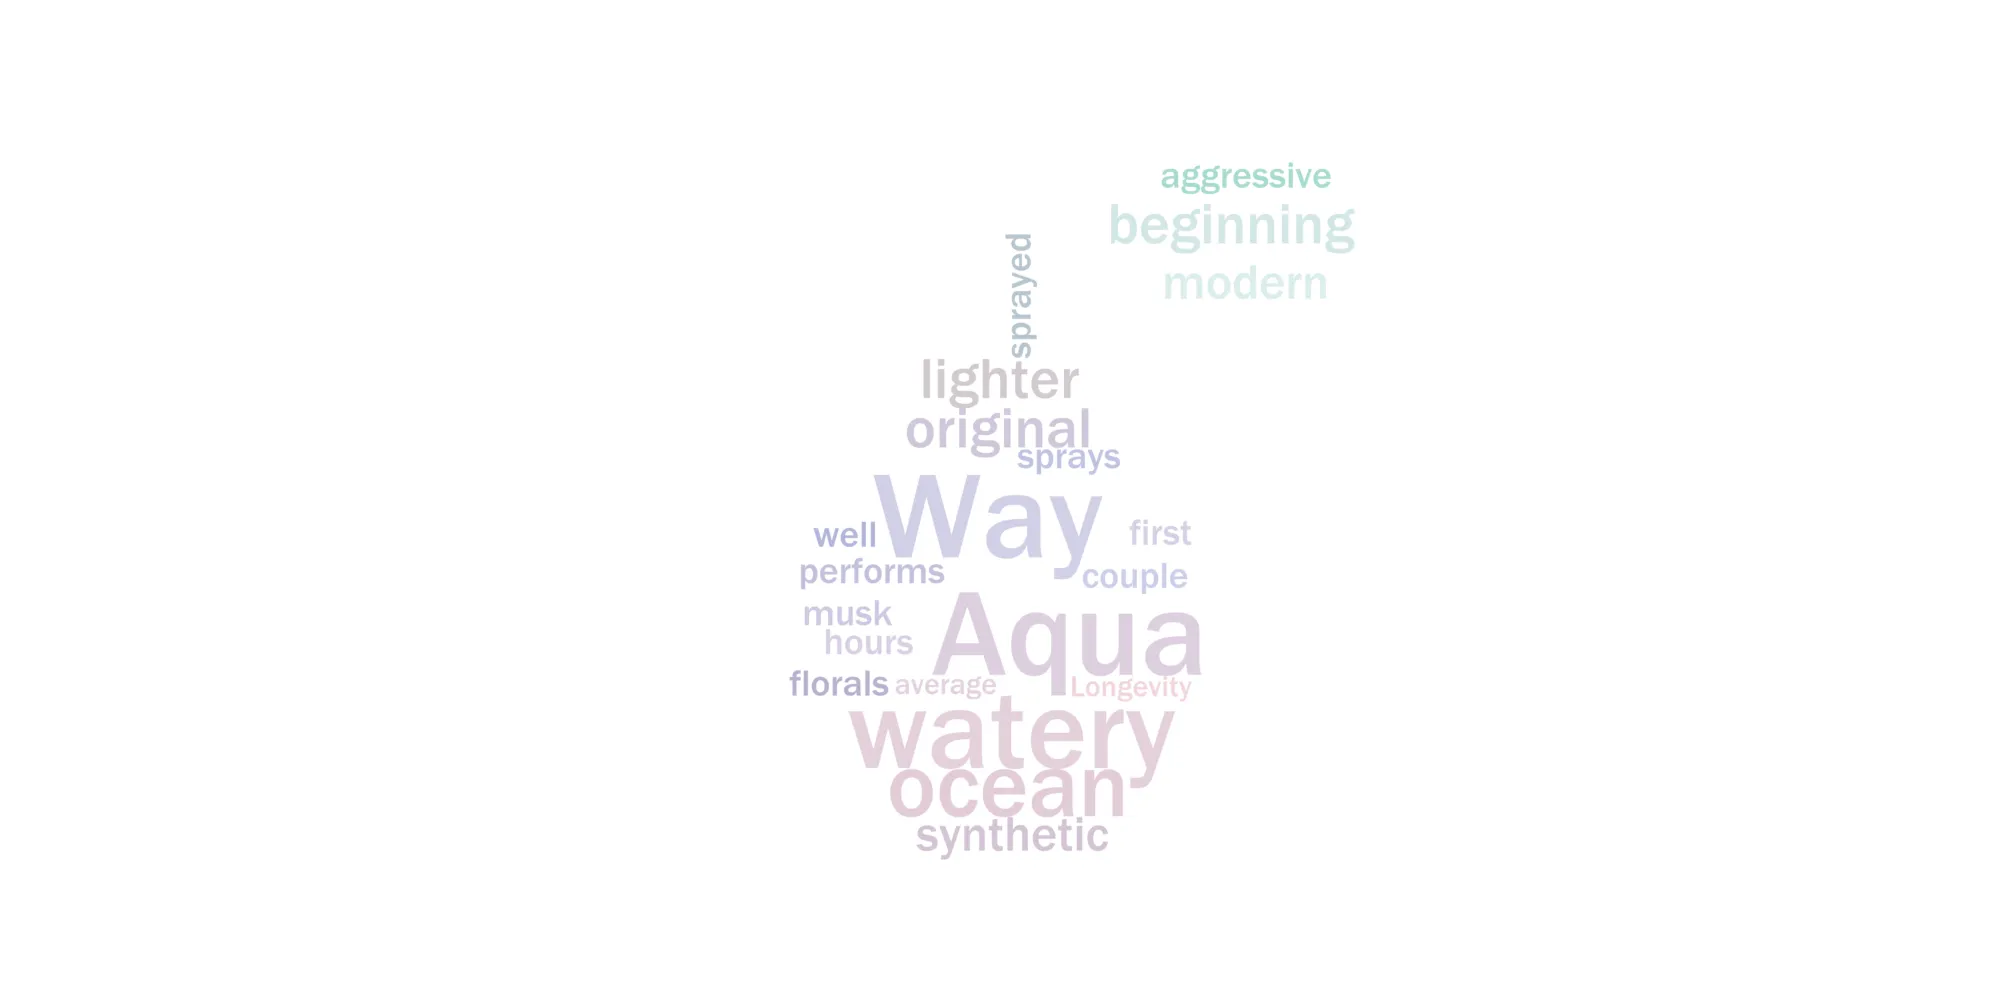 aggressive
beginning
modern
sprayed
lighter
original
sprays
Way
well
first
performs
couple
musk
Aqua
hours
florals
average
Longevity
watery
ocean
synthetic